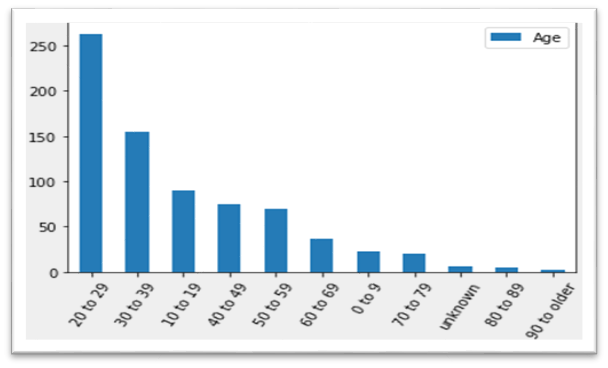 Age
250
200
150
100
50
0
20 to 29
30 to 39
10 to 19
40 to 49
50 to 59
60 to 69
0 to 9
70 to 79
unknown
80 to 89
90 to older